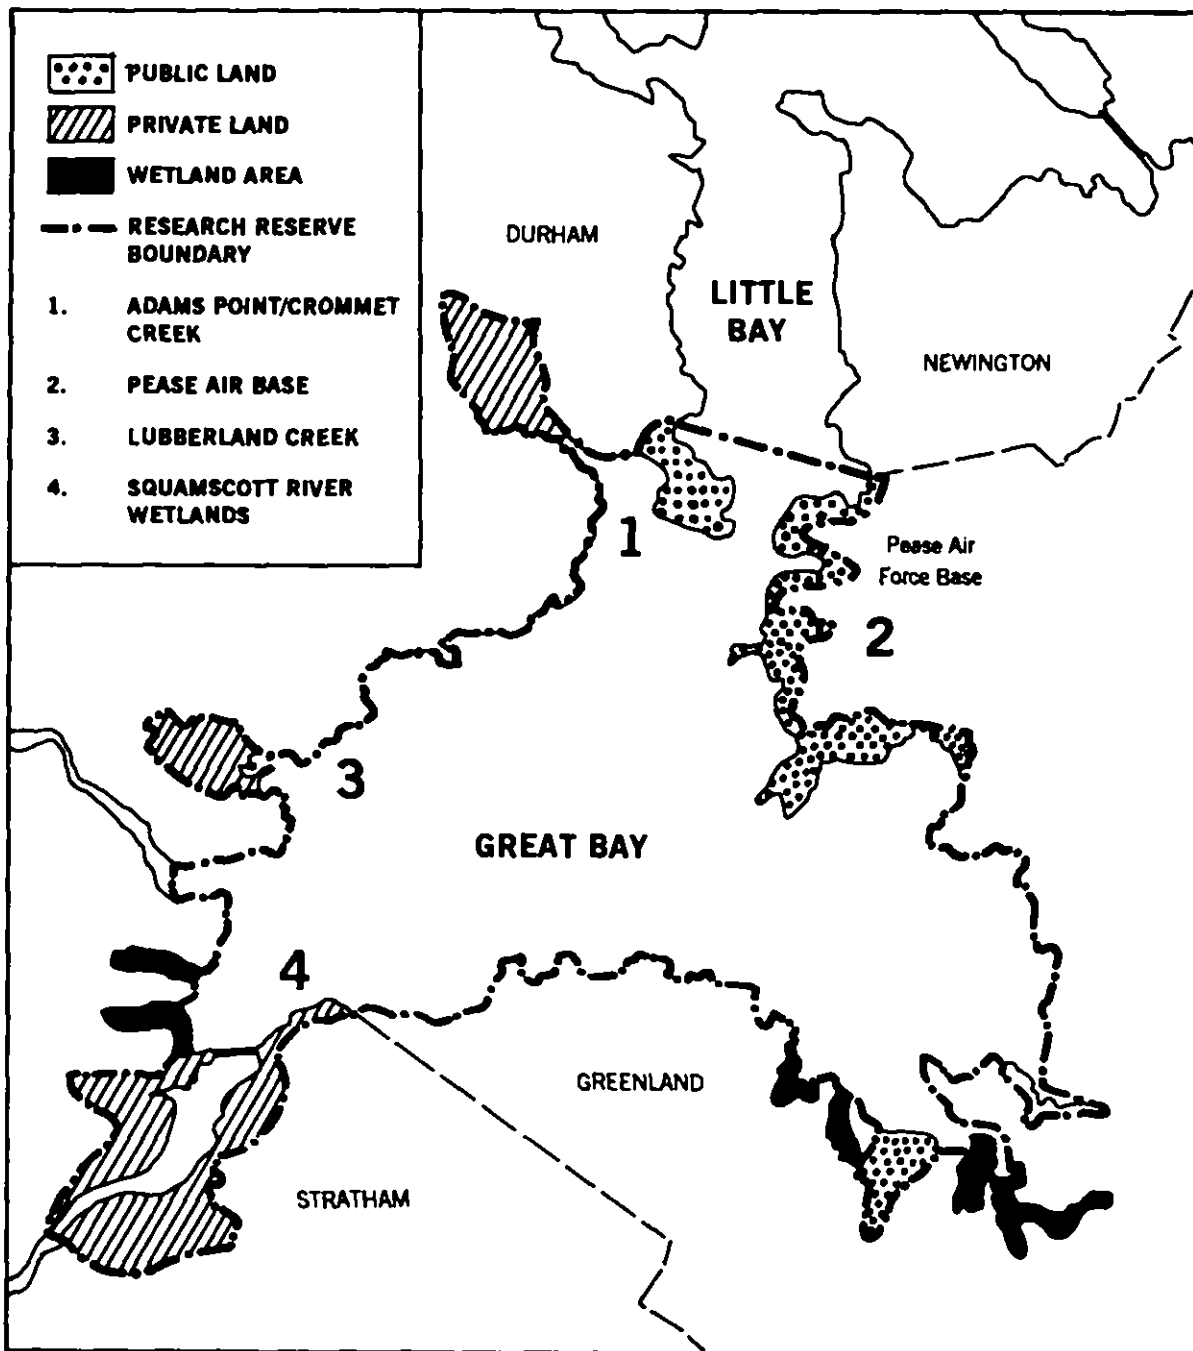 PUBLIC LAND
PRIVATE LAND
WETLAND AREA
RESEARCH RESERVE
BOUNDARY
1. ADAMS POINT/CROMMET
CREEK
2. PEASE AIR BASE
3. LUBBERLAND CREEK
4. SQUAMSCOTT RIVER
WETLANDS
DURHAM
LITTLE
BAY
NEWINGTON
1
Pease Air
Force Base
2
3
GREAT BAY
4
GREENLAND
STRATHAM